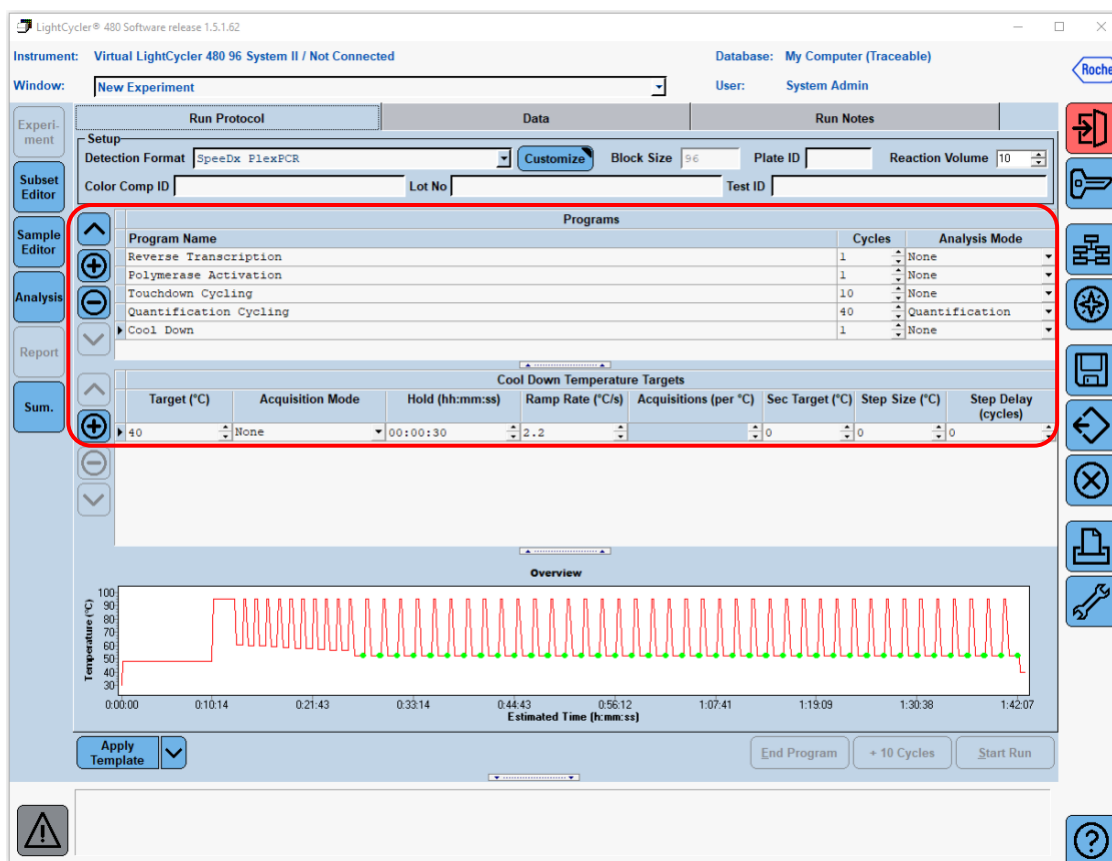 LightCycler® 480 Software release 1.5.1.62
Instrument: Virtual LightCycler 480 96 System II / Not Connected Database: My Computer (Traceable)
Window: New Experiment User: System Admin
Roche
Experi-
ment
Subset
Editor
Sample
Editor
Analysis
Report
Sum.
Run Protocol Data Run Notes
Setup
Detection Format SpeeDx PlexPCR Customize Block Size 96 Plate ID Reaction Volume 10
Color Comp ID Lot No Test ID
Programs
Program Name Cycles Analysis Mode
Reverse Transcription 1 None
Polymerase Activation 1 None
Touchdown Cycling 10 None
Quantification Cycling 40 Quantification
Cool Down 1 None
Cool Down Temperature Targets
Target (°C) Acquisition Mode Hold (hh:mm:ss) Ramp Rate (°C/s) Acquisitions (per °C) Sec Target (°C) Step Size (°C) Step Delay
(cycles)
40 None 00:00:30 2.2 0 0 0
Overview
Temperature (°C)
100
90
80
70
60
50
40
30
0:00:00 0:10:14 0:21:43 0:33:14 0:44:43 0:56:12 1:07:41 1:19:09 1:30:38 1:42:07
Estimated Time (h:mm:ss)
Apply
Template
End Program + 10 Cycles Start Run